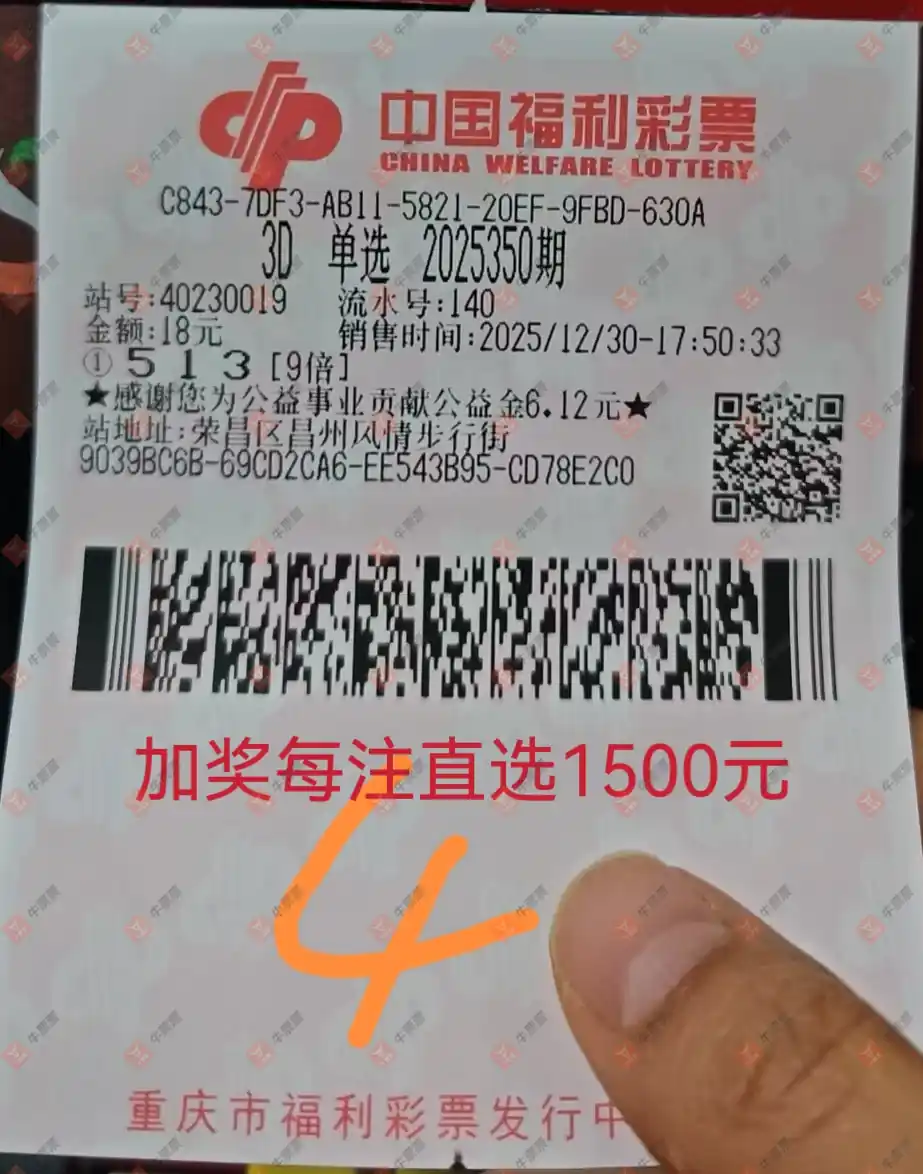 中国福利彩票
CHINA WELFARE LOTTERY
C843-7DF3-AB11-5821-20EF-9FBD-630A
3D 单选 2025350期
站号:40230019 流水号:140
金额:18元 销售时间:2025/12/30-17:50:33
① 5 1 3 [9倍]
★感谢您为公益事业贡献公益金6.12元★
站地址:荣昌区昌州风情步行街
9039BC6B-69CD2CA6-EE543B95-CD78E2C0
加奖每注直选1500元
4
重庆市福利彩票发行中